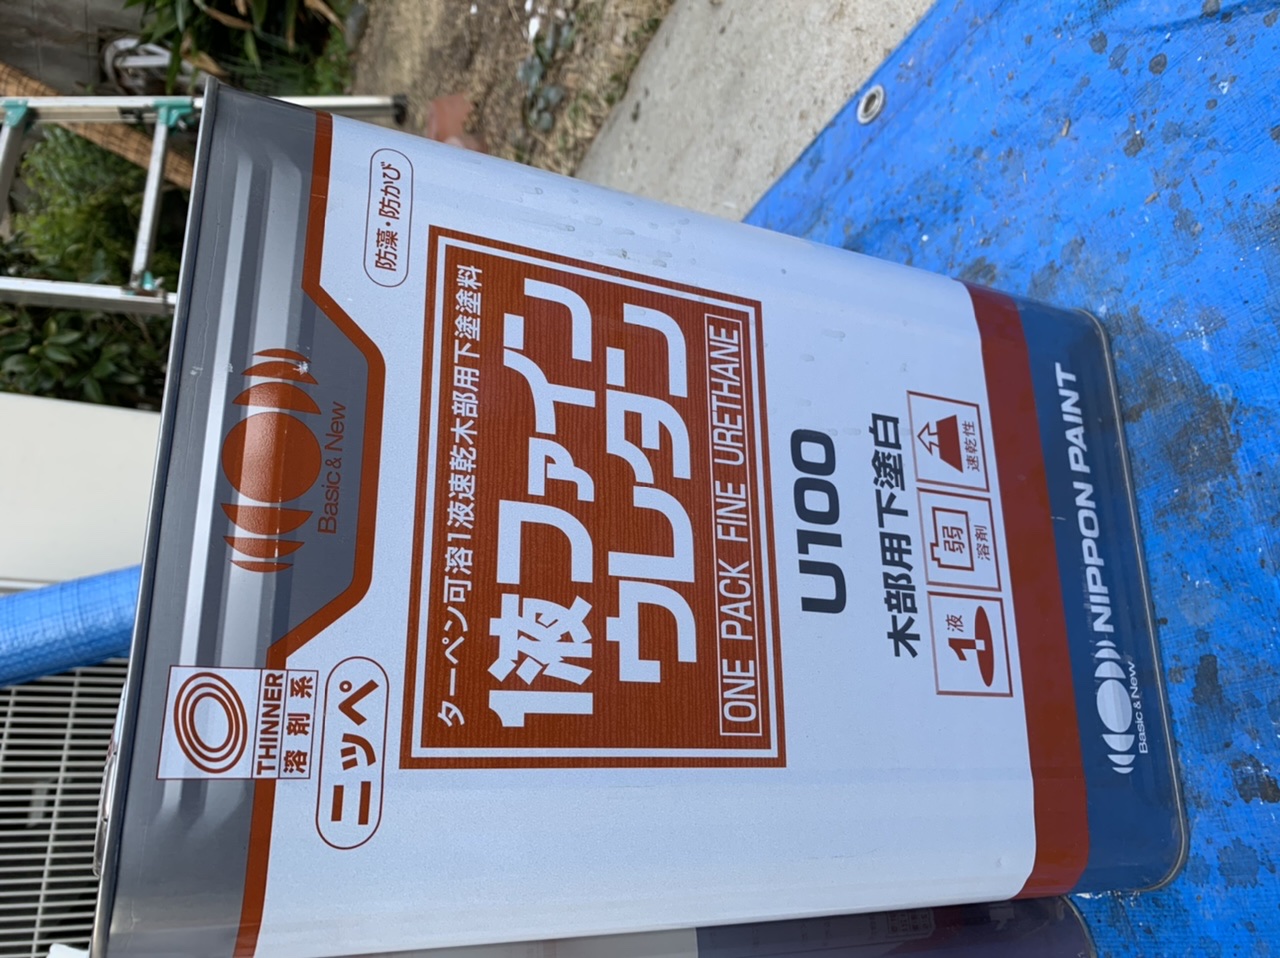 Basic & New
THINNER
溶剤系
ニッペ
防藻・防かび
ターペン可溶1液速乾木部用下塗塗料
1液ファイン
ウレタン
ONE PACK FINE URETHANE
U100
木部用下塗白
1液
弱
溶剤
速乾性
NIPPON PAINT
Basic & New